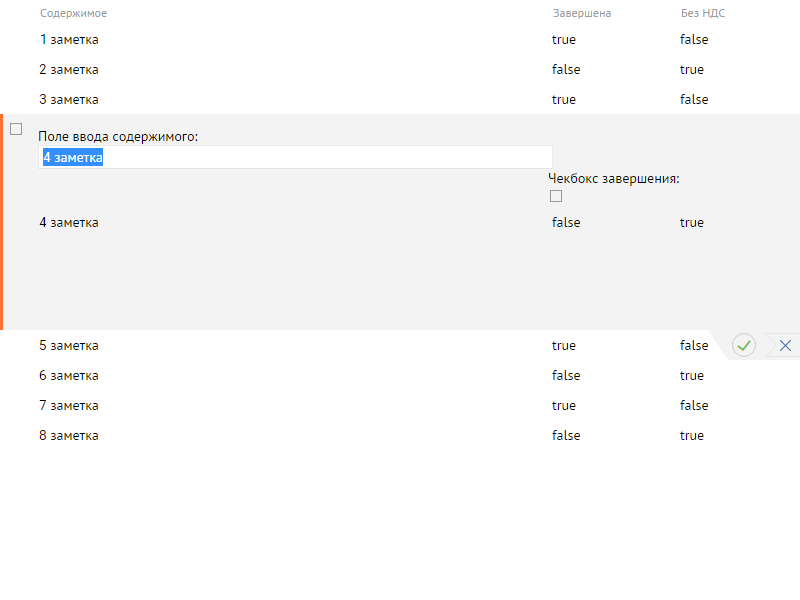 Содержимое Завершена Без НДС
1 заметка true false
2 заметка false true
3 заметка true false
Поле ввода содержимого:
4 заметка
Чекбокс завершения:
4 заметка false true
5 заметка true false
6 заметка false true
7 заметка true false
8 заметка false true